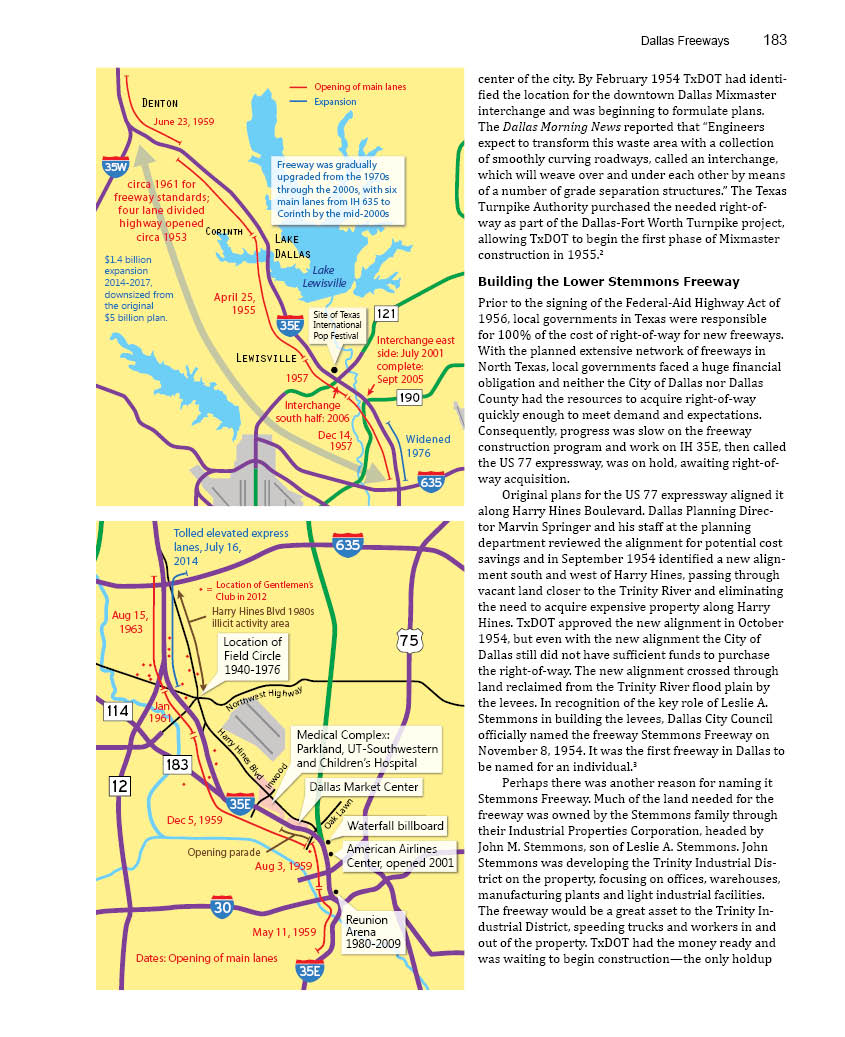 Dallas Freeways 183
DENTON
June 23, 1959
Opening of main lanes
Expansion
35W
circa 1961 for
freeway standards;
four lane divided
highway opened
circa 1953
Freeway was gradually
upgraded from the 1970s
through the 2000s, with six
main lanes from IH 635 to
Corinth by the mid-2000s
CORINTH
LAKE
DALLAS
Lake
Lewisville
$1.4 billion
expansion
2014-2017,
downsized from
the original
$5 billion plan.
April 25,
1955
35E
Site of Texas
International
Pop Festival
121
Interchange east
side: July 2001
complete:
Sept 2005
LEWISVILLE
1957
190
Interchange
south half: 2006
Dec 14,
1957
Widened
1976
635
Tolled elevated express
lanes, July 16,
2014
635
= Location of Gentlemen's
Club in 2012
Harry Hines Blvd 1980s
illicit activity area
Aug 15,
1963
Location of
Field Circle
1940-1976
75
Northwest Highway
114
Jan
1961
Harry Hines Blvd
Inwood
Medical Complex:
Parkland, UT-Southwestern
and Children's Hospital
183
12
Dallas Market Center
35E
Oak Lawn
Dec 5, 1959
Waterfall billboard
Opening parade
Aug 3, 1959
American Airlines
Center, opened 2001
30
May 11, 1959
Reunion
Arena
1980-2009
Dates: Opening of main lanes
35E
center of the city. By February 1954 TxDOT had identi-
fied the location for the downtown Dallas Mixmaster
interchange and was beginning to formulate plans.
The Dallas Morning News reported that “Engineers
expect to transform this waste area with a collection
of smoothly curving roadways, called an interchange,
which will weave over and under each other by means
of a number of grade separation structures.” The Texas
Turnpike Authority purchased the needed right-of-
way as part of the Dallas-Fort Worth Turnpike project,
allowing TxDOT to begin the first phase of Mixmaster
construction in 1955.²
Building the Lower Stemmons Freeway
Prior to the signing of the Federal-Aid Highway Act of
1956, local governments in Texas were responsible
for 100% of the cost of right-of-way for new freeways.
With the planned extensive network of freeways in
North Texas, local governments faced a huge financial
obligation and neither the City of Dallas nor Dallas
County had the resources to acquire right-of-way
quickly enough to meet demand and expectations.
Consequently, progress was slow on the freeway
construction program and work on IH 35E, then called
the US 77 expressway, was on hold, awaiting right-of-
way acquisition.
Original plans for the US 77 expressway aligned it
along Harry Hines Boulevard. Dallas Planning Direc-
tor Marvin Springer and his staff at the planning
department reviewed the alignment for potential cost
savings and in September 1954 identified a new align-
ment south and west of Harry Hines, passing through
vacant land closer to the Trinity River and eliminating
the need to acquire expensive property along Harry
Hines. TxDOT approved the new alignment in October
1954, but even with the new alignment the City of
Dallas still did not have sufficient funds to purchase
the right-of-way. The new alignment crossed through
land reclaimed from the Trinity River flood plain by
the levees. In recognition of the key role of Leslie A.
Stemmons in building the levees, Dallas City Council
officially named the freeway Stemmons Freeway on
November 8, 1954. It was the first freeway in Dallas to
be named for an individual.³
Perhaps there was another reason for naming it
Stemmons Freeway. Much of the land needed for the
freeway was owned by the Stemmons family through
their Industrial Properties Corporation, headed by
John M. Stemmons, son of Leslie A. Stemmons. John
Stemmons was developing the Trinity Industrial Dis-
trict on the property, focusing on offices, warehouses,
manufacturing plants and light industrial facilities.
The freeway would be a great asset to the Trinity In-
dustrial District, speeding trucks and workers in and
out of the property. TxDOT had the money ready and
was waiting to begin construction—the only holdup